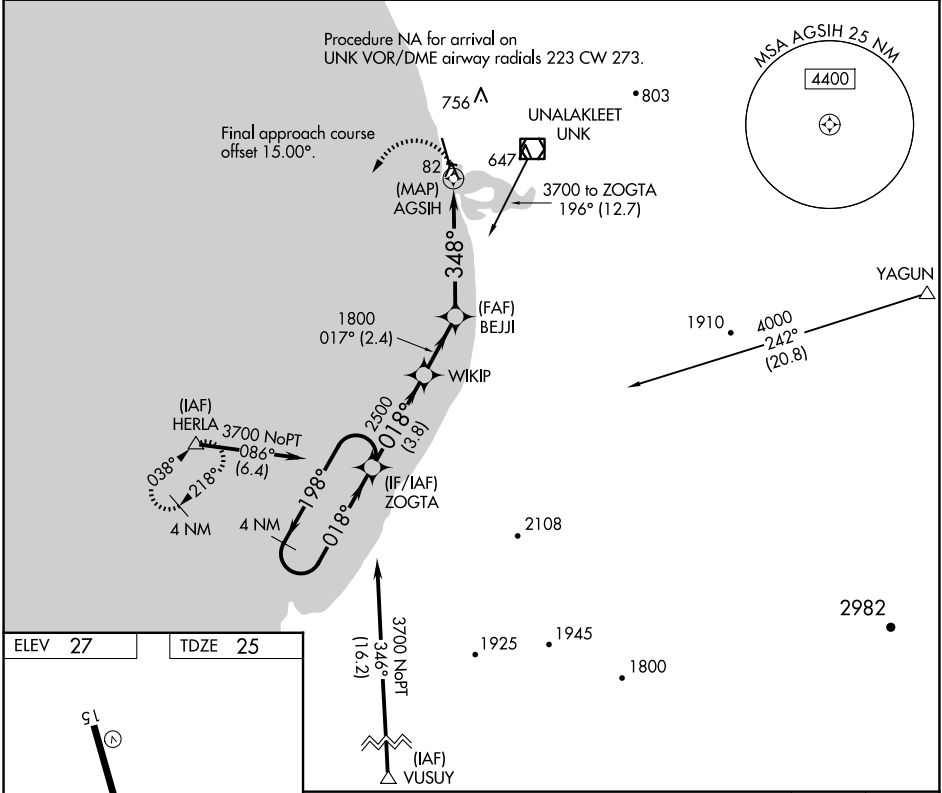 Procedure NA for arrival on
UNK VOR/DME airway radials 223 CW 273.
MSA AGSIH 25 NM
4400
756
803
UNALAKLEET
UNK
Final approach course
offset 15.00°.
82
647
(MAP)
AGSIH
3700 to ZOGTA
196° (12.7)
348°
YAGUN
(FAF)
BEJJI
1800
017° (2.4)
1910
4000
242°
(20.8)
WIKIP
(IAF)
HERLA
3700 NoPT
086°
(6.4)
2500
018°
(3.8)
038°
218°
4 NM
198°
018°
4 NM
(IF/IAF)
ZOGTA
2108
2982
3700 NoPT
346°
(16.2)
1925
1945
1800
ELEV 27
TDZE 25
15
V
(IAF)
VUSUY